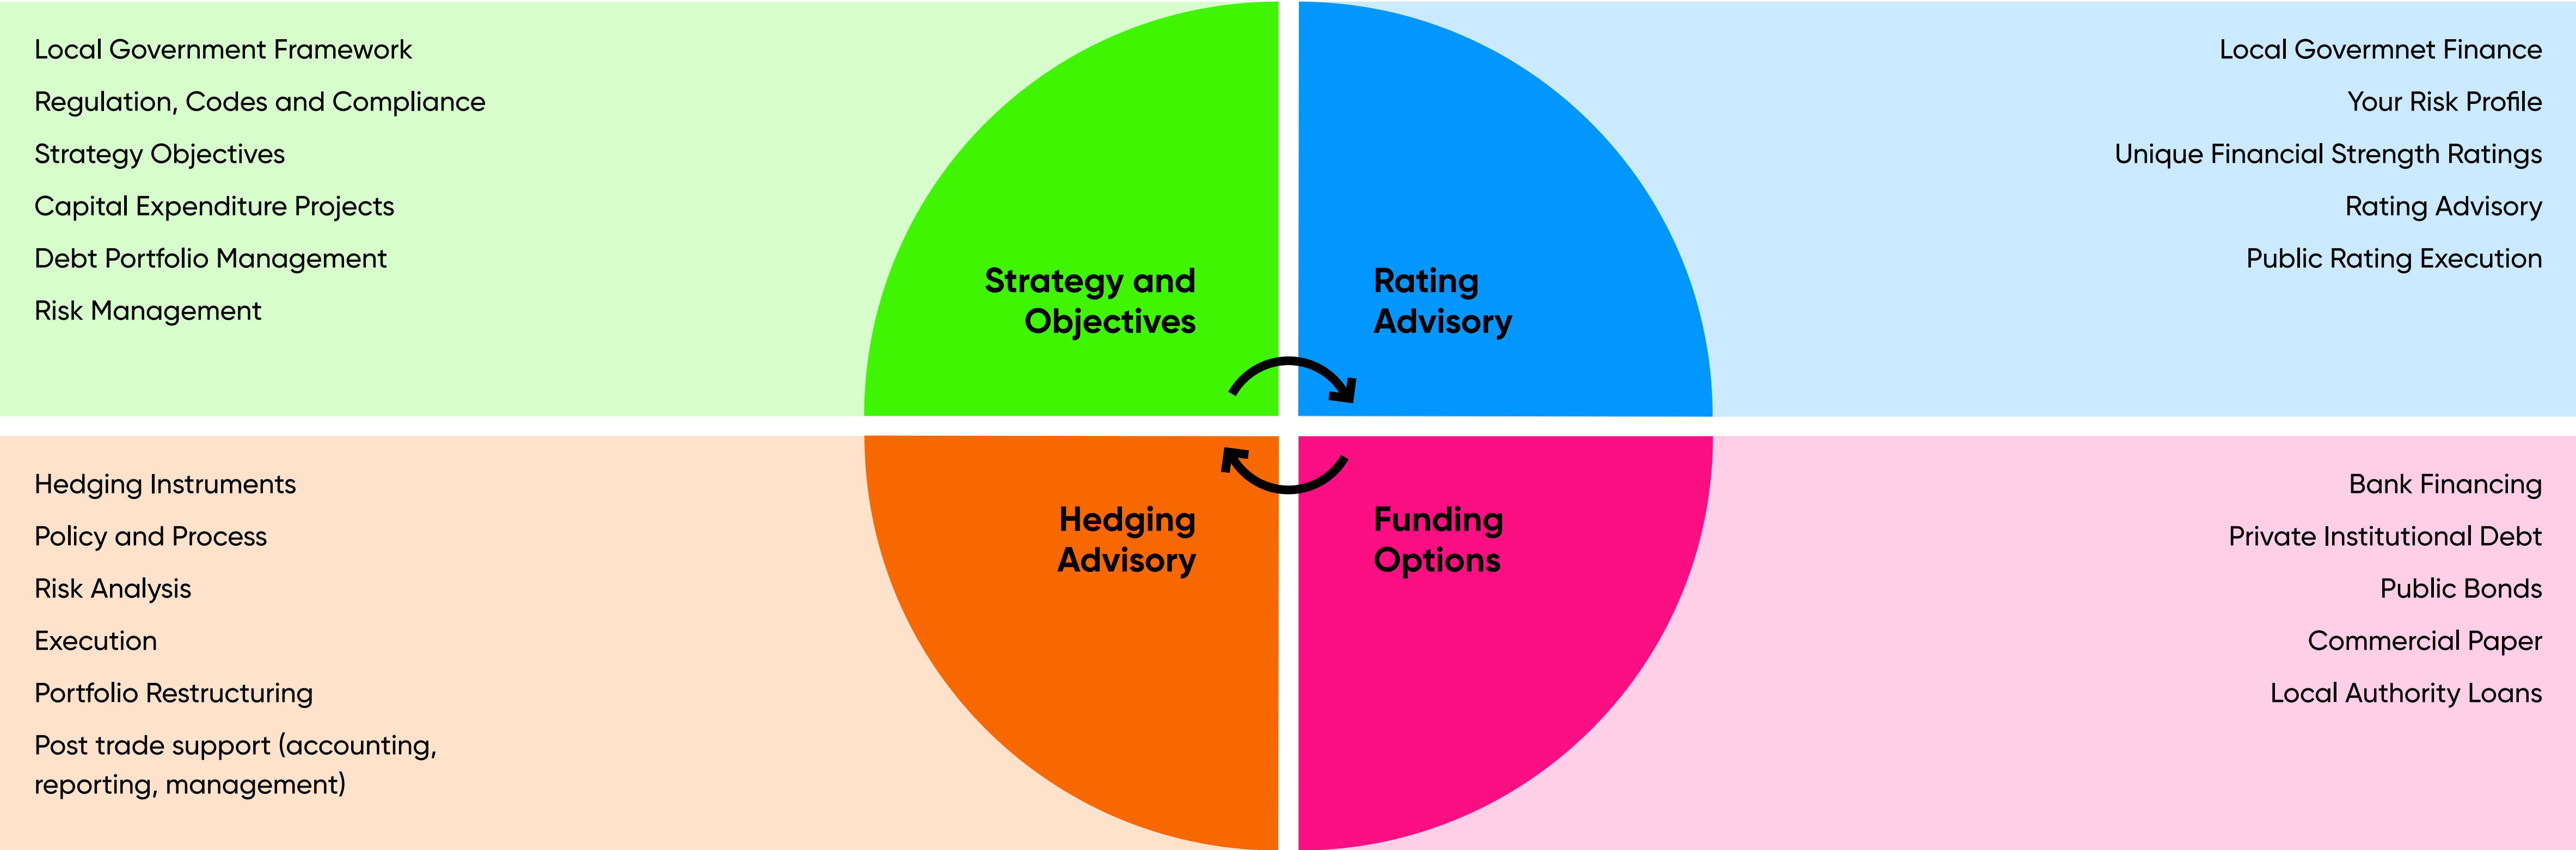 Local Government Framework
Regulation, Codes and Compliance
Strategy Objectives
Capital Expenditure Projects
Debt Portfolio Management
Risk Management
Strategy and
Objectives
Rating
Advisory
Local Govermnet Finance
Your Risk Profile
Unique Financial Strength Ratings
Rating Advisory
Public Rating Execution
Hedging Instruments
Policy and Process
Risk Analysis
Execution
Portfolio Restructuring
Post trade support (accounting,
reporting, management)
Hedging
Advisory
Funding
Options
Bank Financing
Private Institutional Debt
Public Bonds
Commercial Paper
Local Authority Loans